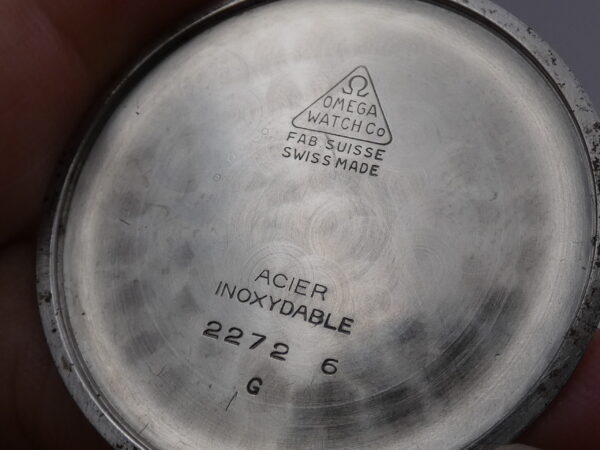 Ω
OMEGA
WATCH Co
FAB. SUISSE
SWISS MADE
ACIER
INOXYDABLE
2272 6
G